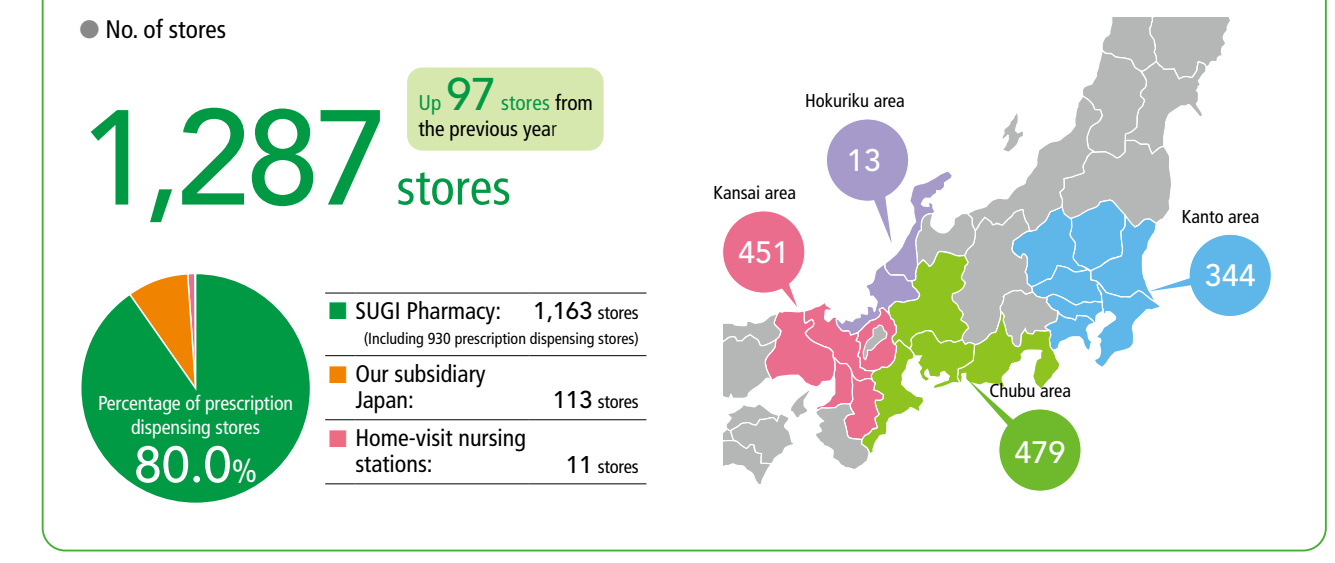 No. of stores
1,287 stores
Up 97 stores from
the previous year
Percentage of prescription
dispensing stores
80.0%
SUGI Pharmacy: 1,163 stores
(Including 930 prescription dispensing stores)
Our subsidiary
Japan: 113 stores
Home-visit nursing
stations: 11 stores
Hokuriku area
13
Kansai area
451
Kanto area
344
Chubu area
479